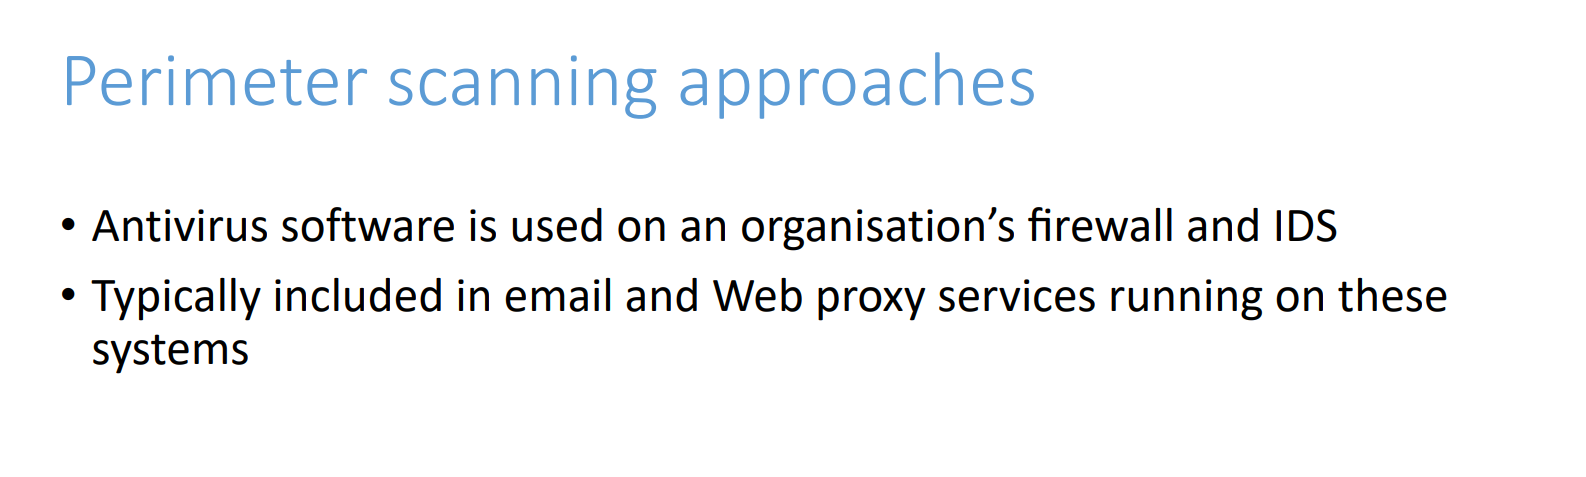 Perimeter scanning approaches
• Antivirus software is used on an organisation’s firewall and IDS
• Typically included in email and Web proxy services running on these
systems